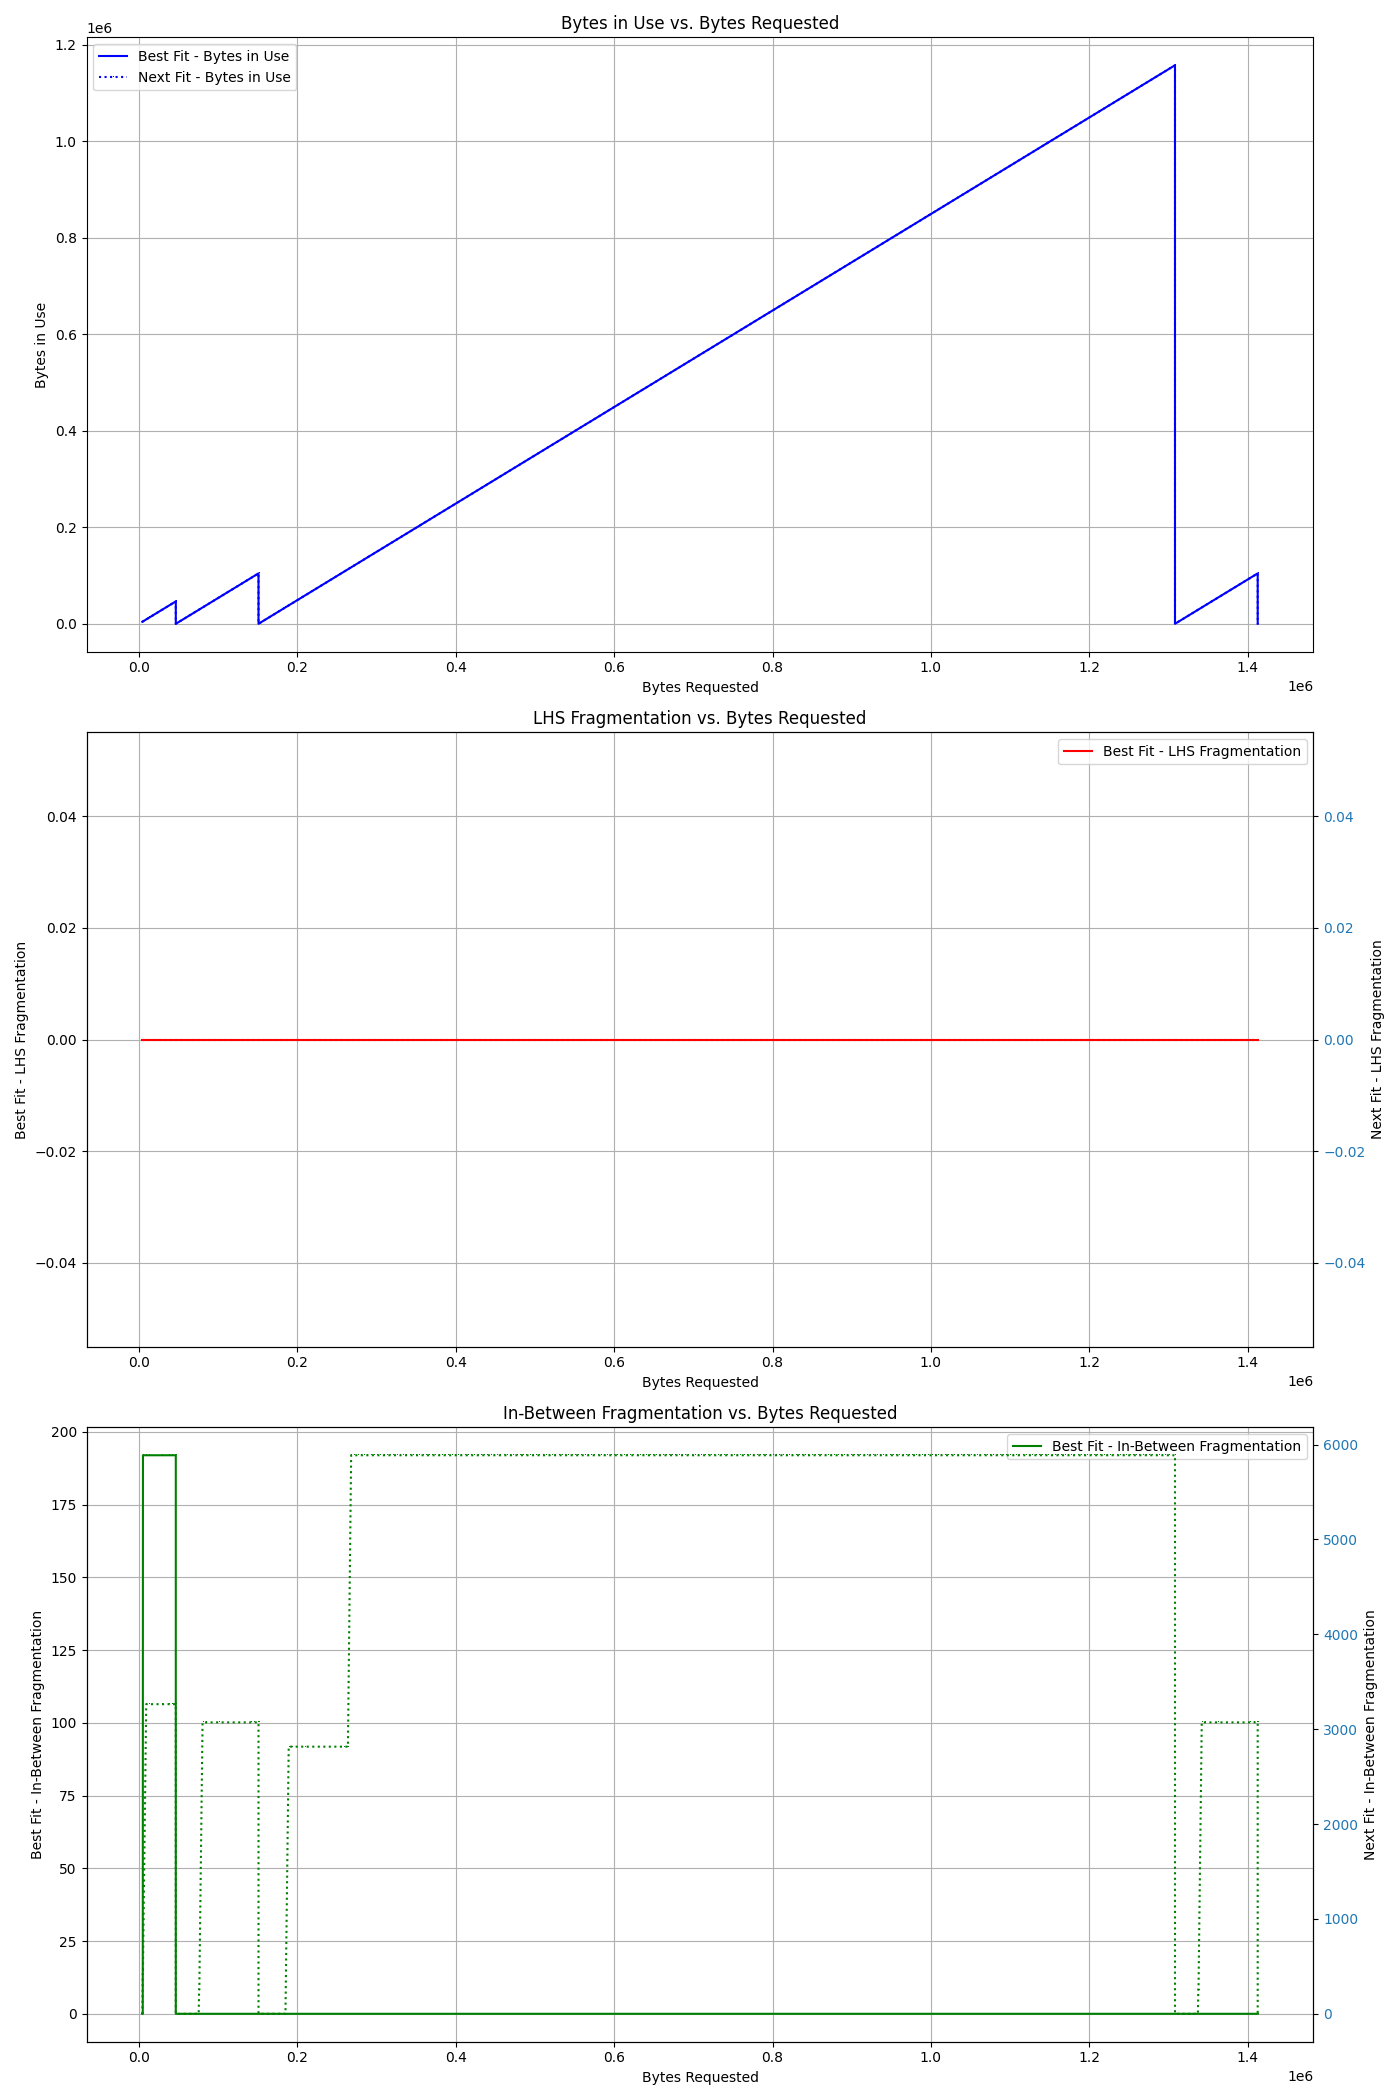 Bytes in Use vs. Bytes Requested
1e6
Best Fit - Bytes in Use
Next Fit - Bytes in Use
1.2
1.0
0.8
0.6
0.4
0.2
0.0
Bytes in Use
0.0 0.2 0.4 0.6 0.8 1.0 1.2 1.4
1e6
Bytes Requested
LHS Fragmentation vs. Bytes Requested
Best Fit - LHS Fragmentation
0.04
0.02
0.00
−0.02
−0.04
Best Fit - LHS Fragmentation
0.04
0.02
0.00
−0.02
−0.04
Next Fit - LHS Fragmentation
0.0 0.2 0.4 0.6 0.8 1.0 1.2 1.4
1e6
Bytes Requested
In-Between Fragmentation vs. Bytes Requested
Best Fit - In-Between Fragmentation
200
175
150
125
100
75
50
25
0
Best Fit - In-Between Fragmentation
6000
5000
4000
3000
2000
1000
0
Next Fit - In-Between Fragmentation
0.0 0.2 0.4 0.6 0.8 1.0 1.2 1.4
1e6
Bytes Requested